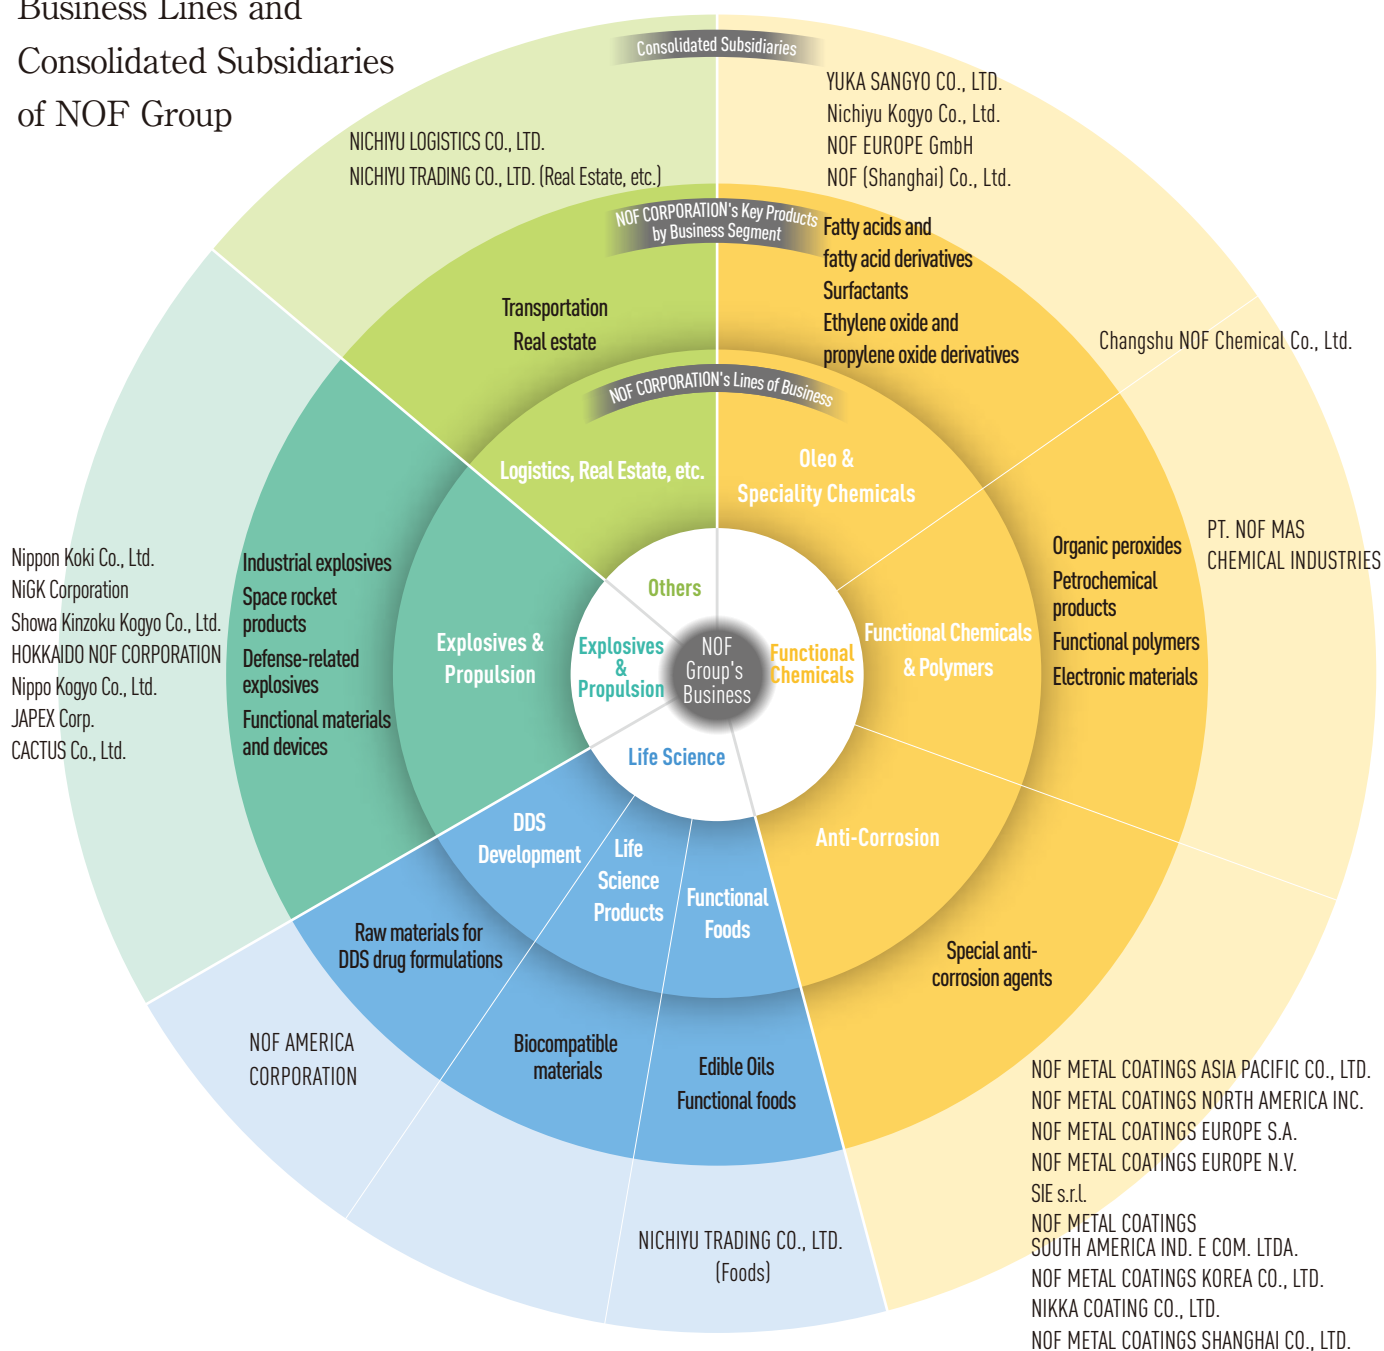 Business Lines and
Consolidated Subsidiaries
of NOF Group
Consolidated Subsidiaries
YUKA SANGYO CO., LTD.
Nichiyu Kogyo Co., Ltd.
NOF EUROPE GmbH
NOF (Shanghai) Co., Ltd.
NICHIYU LOGISTICS CO., LTD.
NICHIYU TRADING CO., LTD. (Real Estate, etc.)
NOF CORPORATION's Key Products
by Business Segment
Fatty acids and
fatty acid derivatives
Surfactants
Ethylene oxide and
propylene oxide derivatives
Transportation
Real estate
Changshu NOF Chemical Co., Ltd.
NOF CORPORATION's Lines of Business
Logistics, Real Estate, etc.
Oleo &
Speciality Chemicals
PT. NOF MAS
CHEMICAL INDUSTRIES
Organic peroxides
Petrochemical
products
Functional polymers
Electronic materials
Functional Chemicals
& Polymers
Others
Explosives
&
Propulsion
NOF
Group's
Business
Functional
Chemicals
Life Science
Explosives &
Propulsion
Industrial explosives
Space rocket
products
Defense-related
explosives
Functional materials
and devices
Nippon Koki Co., Ltd.
NiGK Corporation
Showa Kinzoku Kogyo Co., Ltd.
HOKKAIDO NOF CORPORATION
Nippo Kogyo Co., Ltd.
JAPEX Corp.
CACTUS Co., Ltd.
DDS
Development
Life
Science
Products
Functional
Foods
Anti-Corrosion
Raw materials for
DDS drug formulations
Biocompatible
materials
Edible Oils
Functional foods
Special anti-
corrosion agents
NOF AMERICA
CORPORATION
NICHIYU TRADING CO., LTD.
(Foods)
NOF METAL COATINGS ASIA PACIFIC CO., LTD.
NOF METAL COATINGS NORTH AMERICA INC.
NOF METAL COATINGS EUROPE S.A.
NOF METAL COATINGS EUROPE N.V.
SIE s.r.l.
NOF METAL COATINGS
SOUTH AMERICA IND. E COM. LTDA.
NOF METAL COATINGS KOREA CO., LTD.
NIKKA COATING CO., LTD.
NOF METAL COATINGS SHANGHAI CO., LTD.